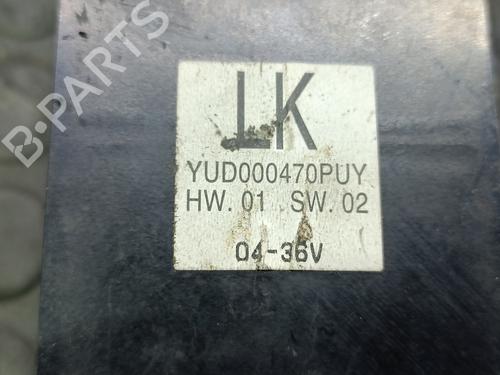 B-PARTS
LK
YUD000470PUY
HW. 01 SW. 02
04-36V